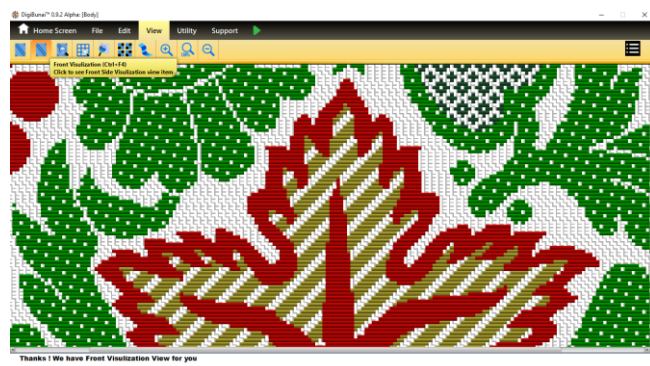 DigiBunai™ 0.9.2 Alpha: [Body]
Home Screen File Edit View Utility Support
Front Visulization (Ctrl+F4)
Click to see Front Side Visulization view item
Thanks ! We have Front Visulization View for you